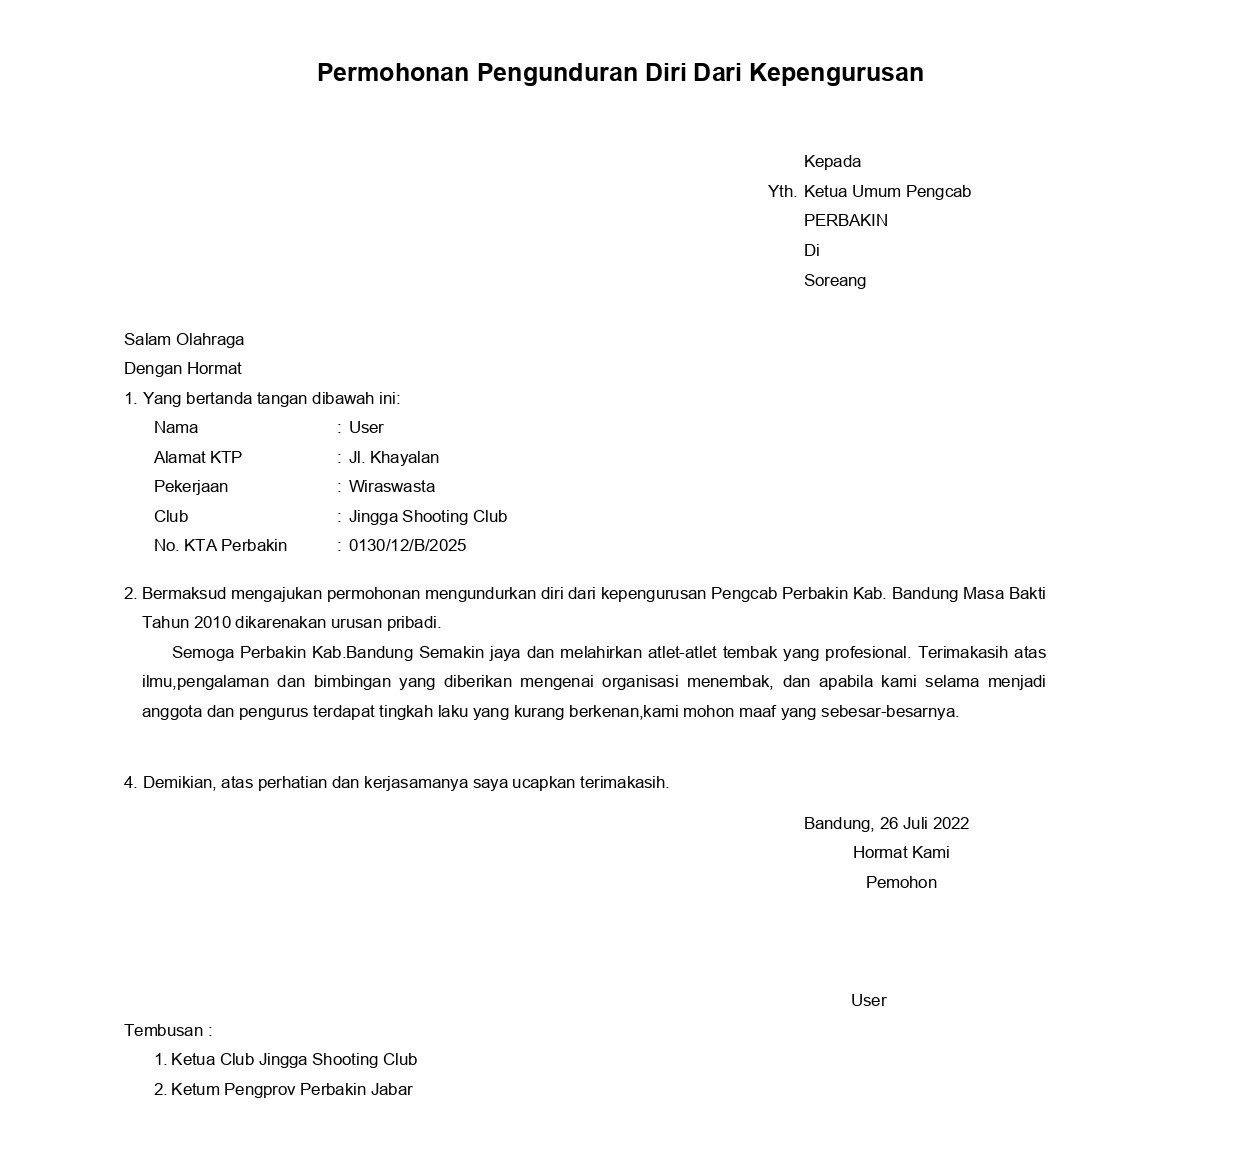 Permohonan Pengunduran Diri Dari Kepengurusan
Kepada
Yth. Ketua Umum Pengcab
PERBAKIN
Di
Soreang
Salam Olahraga
Dengan Hormat
1. Yang bertanda tangan dibawah ini:
Nama : User
Alamat KTP : Jl. Khayalan
Pekerjaan : Wiraswasta
Club : Jingga Shooting Club
No. KTA Perbakin : 0130/12/B/2025
2. Bermaksud mengajukan permohonan mengundurkan diri dari kepengurusan Pengcab Perbakin Kab. Bandung Masa Bakti
Tahun 2010 dikarenakan urusan pribadi.
Semoga Perbakin Kab.Bandung Semakin jaya dan melahirkan atlet-atlet tembak yang profesional. Terimakasih atas
ilmu,pengalaman dan bimbingan yang diberikan mengenai organisasi menembak, dan apabila kami selama menjadi
anggota dan pengurus terdapat tingkah laku yang kurang berkenan,kami mohon maaf yang sebesar-besarnya.
4. Demikian, atas perhatian dan kerjasamanya saya ucapkan terimakasih.
Bandung, 26 Juli 2022
Hormat Kami
Pemohon
User
Tembusan :
1. Ketua Club Jingga Shooting Club
2. Ketum Pengprov Perbakin Jabar